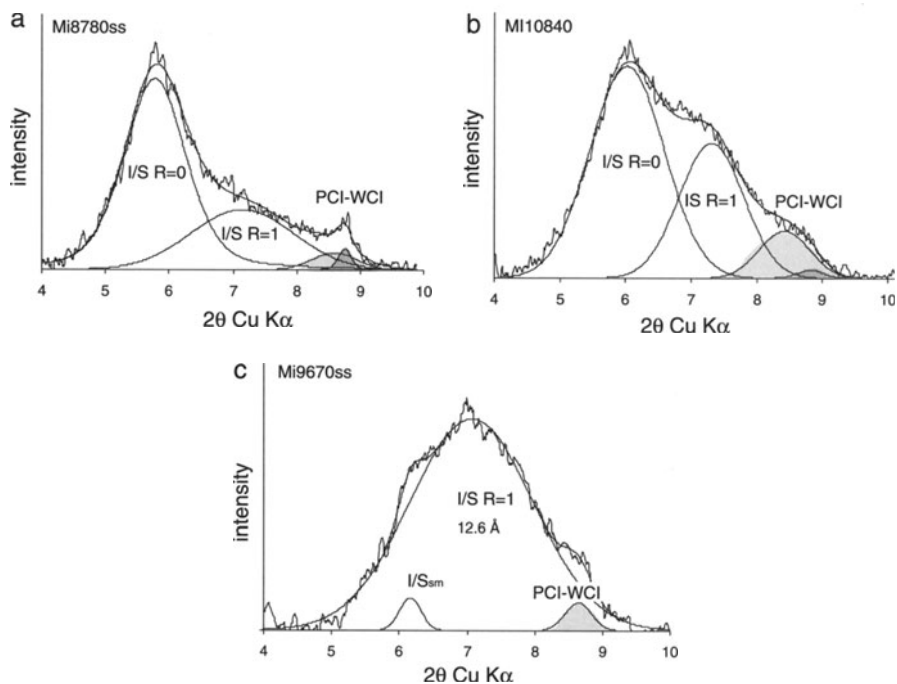 a
Mi8780ss
intensity
I/S R=0
I/S R=1
PCI-WCI
4 5 6 7 8 9 10
2θ Cu Kα
b
MI10840
intensity
I/S R=0
IS R=1
PCI-WCI
4 5 6 7 8 9 10
2θ Cu Kα
c
Mi9670ss
intensity
I/S R=1
12.6 Å
I/Ssm
PCI-WCI
4 5 6 7 8 9 10
2θ Cu Kα